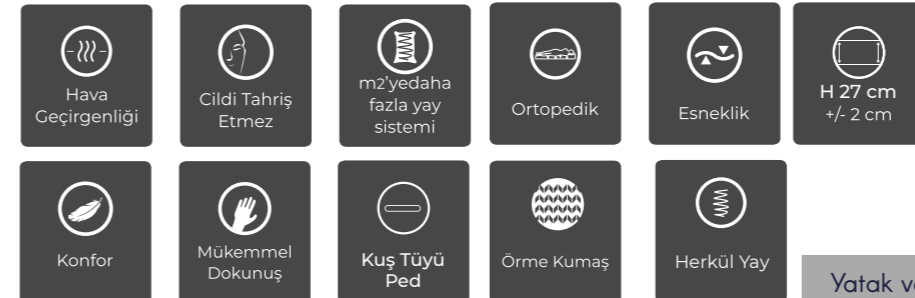 Hava
Geçirgenliği
Cildi Tahriş
Etmez
m2'yedaha
fazla yay
sistemi
Ortopedik
Esneklik
H 27 cm
+/- 2 cm
Konfor
Mükemmel
Dokunuş
Kuş Tüyü
Ped
Örme Kumaş
Herkül Yay
Yatak